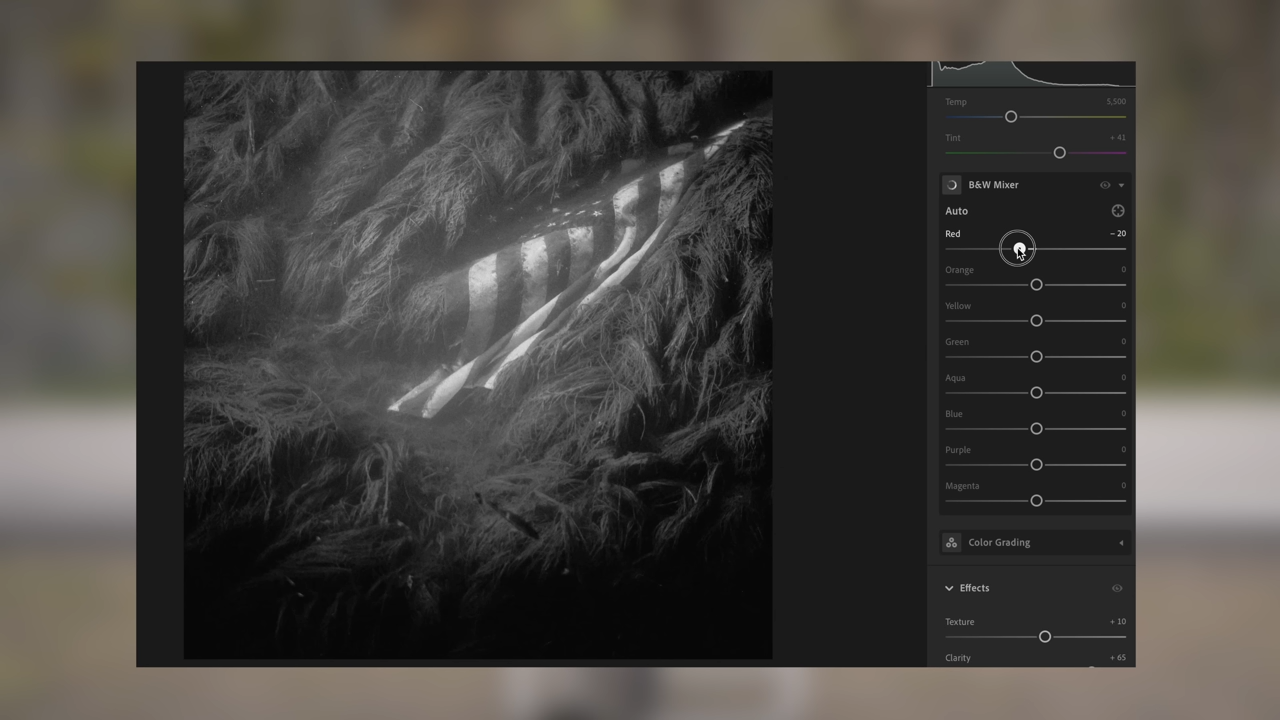 Temp 5,500
Tint + 41
B&W Mixer
Auto
Red − 20
Orange 0
Yellow 0
Green 0
Aqua 0
Blue 0
Purple 0
Magenta 0
Color Grading
Effects
Texture + 10
Clarity + 65